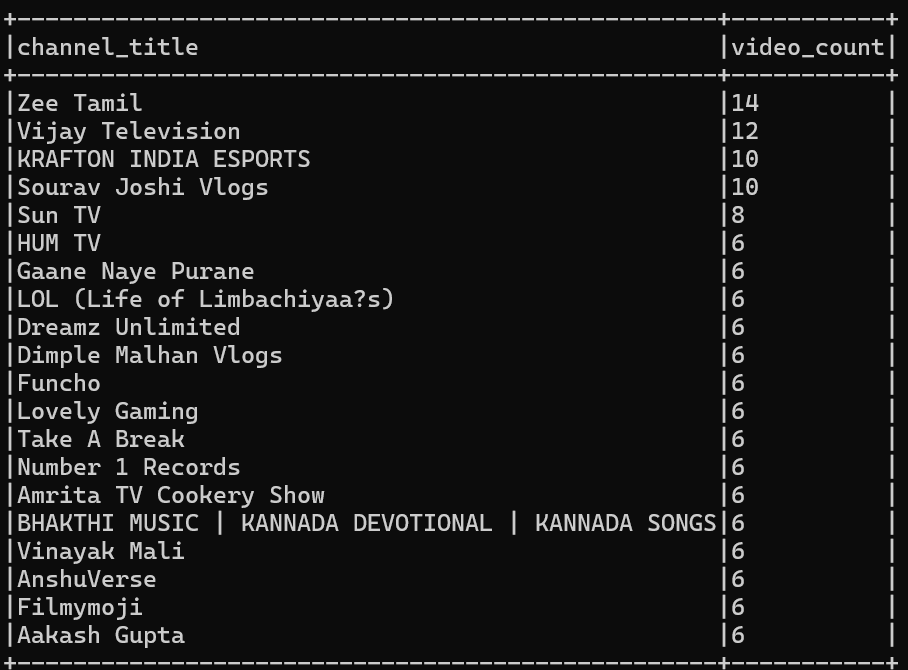 +--------------------------------------------------+-----------+
|channel_title                                     |video_count|
+--------------------------------------------------+-----------+
|Zee Tamil                                         |14         |
|Vijay Television                                  |12         |
|KRAFTON INDIA ESPORTS                             |10         |
|Sourav Joshi Vlogs                                |10         |
|Sun TV                                            |8          |
|HUM TV                                            |6          |
|Gaane Naye Purane                                 |6          |
|LOL (Life of Limbachiyaa?s)                       |6          |
|Dreamz Unlimited                                  |6          |
|Dimple Malhan Vlogs                               |6          |
|Funcho                                            |6          |
|Lovely Gaming                                     |6          |
|Take A Break                                      |6          |
|Number 1 Records                                  |6          |
|Amrita TV Cookery Show                            |6          |
|BHAKTHI MUSIC | KANNADA DEVOTIONAL | KANNADA SONGS|6          |
|Vinayak Mali                                      |6          |
|AnshuVerse                                        |6          |
|Filmymoji                                         |6          |
|Aakash Gupta                                      |6          |
+--------------------------------------------------+-----------+